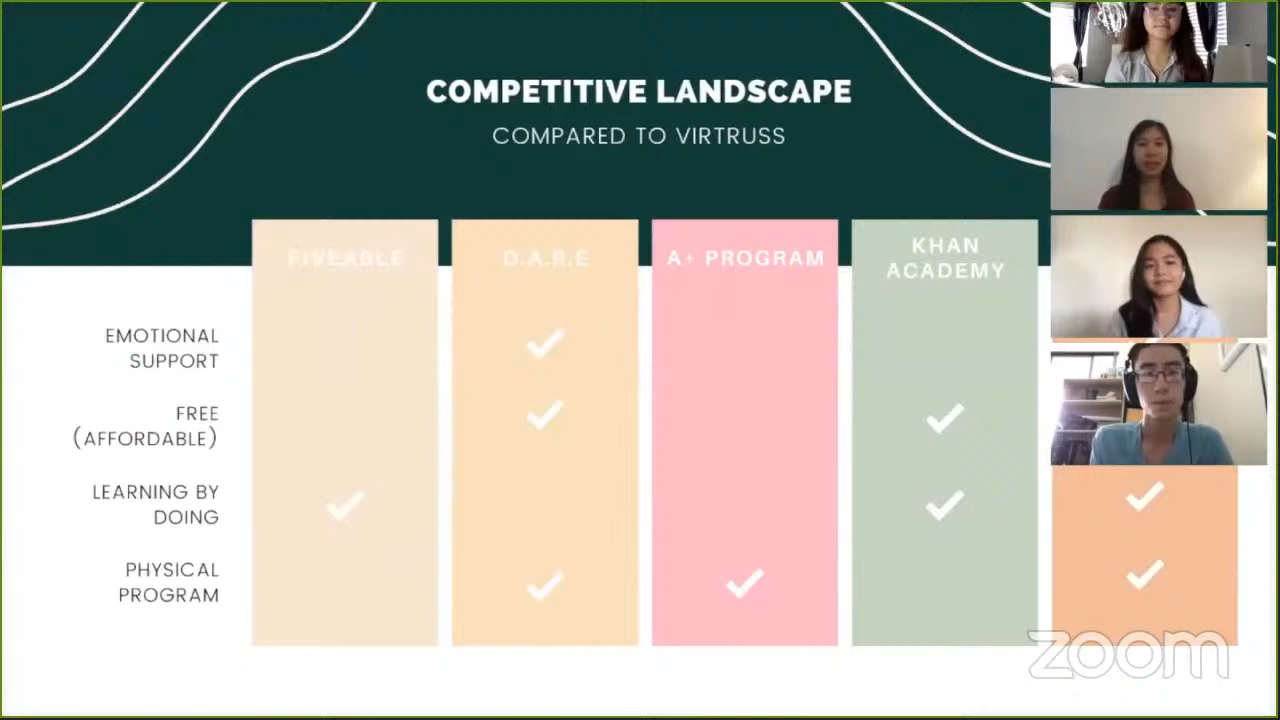 COMPETITIVE LANDSCAPE
COMPARED TO VIRTRUSS
FIVEABLE
D.A.R.E
A+ PROGRAM
KHAN
ACADEMY
EMOTIONAL
SUPPORT
FREE
(AFFORDABLE)
LEARNING BY
DOING
PHYSICAL
PROGRAM
zoom